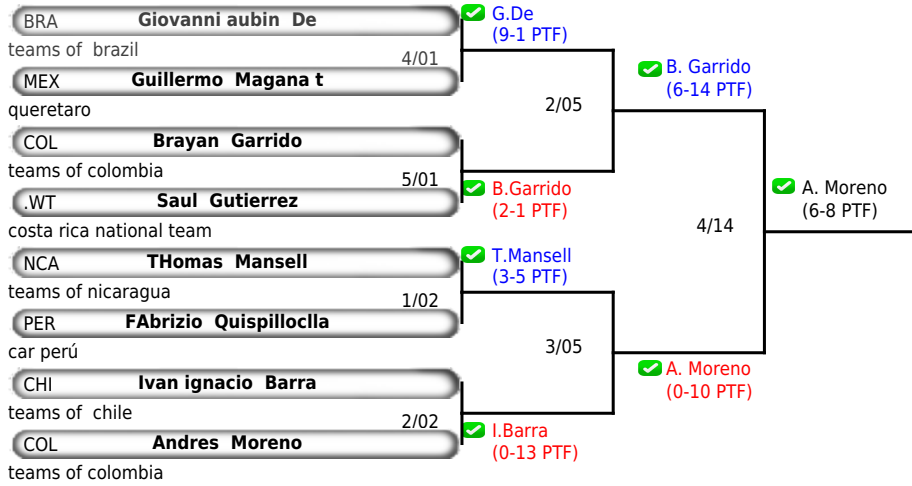 BRA Giovanni aubin De
teams of brazil
4/01
MEX Guillermo Magana t
queretaro
COL Brayan Garrido
teams of colombia
5/01
.WT Saul Gutierrez
costa rica national team
NCA THomas Mansell
teams of nicaragua
1/02
PER FAbrizio Quispilloclla
car perú
CHI Ivan ignacio Barra
teams of chile
2/02
COL Andres Moreno
teams of colombia
G.De
(9-1 PTF)
2/05
B.Garrido
(2-1 PTF)
T.Mansell
(3-5 PTF)
3/05
I.Barra
(0-13 PTF)
B. Garrido
(6-14 PTF)
4/14
A. Moreno
(0-10 PTF)
A. Moreno
(6-8 PTF)